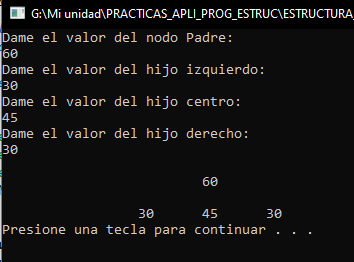 G:\Mi unidad\PRACTICAS_APLI_PROG_ESTRUC\ESTRUCTURA_
Dame el valor del nodo Padre:
60
Dame el valor del hijo izquierdo:
30
Dame el valor del hijo centro:
45
Dame el valor del hijo derecho:
30
60
30 45 30
Presione una tecla para continuar . . .